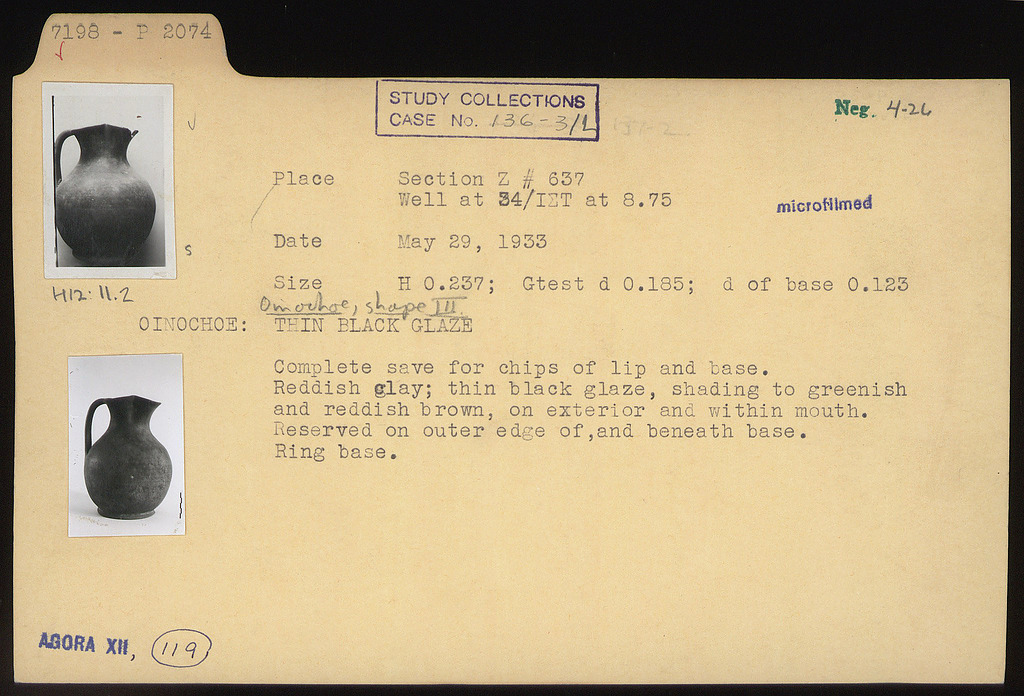 7198 - P 2074
STUDY COLLECTIONS
CASE No. 136-3/1
Neg. 4-26
Place Section Z # 637
Well at 34/IΣT at 8.75
microfilmed
Date May 29, 1933
S
Size H 0.237; Gtest d 0.185; d of base 0.123
H12:11.2
Oinochoe, shape III.
OINOCHOE: THIN BLACK GLAZE
Complete save for chips of lip and base.
Reddish clay; thin black glaze, shading to greenish
and reddish brown, on exterior and within mouth.
Reserved on outer edge of,and beneath base.
Ring base.
AGORA XII, 119